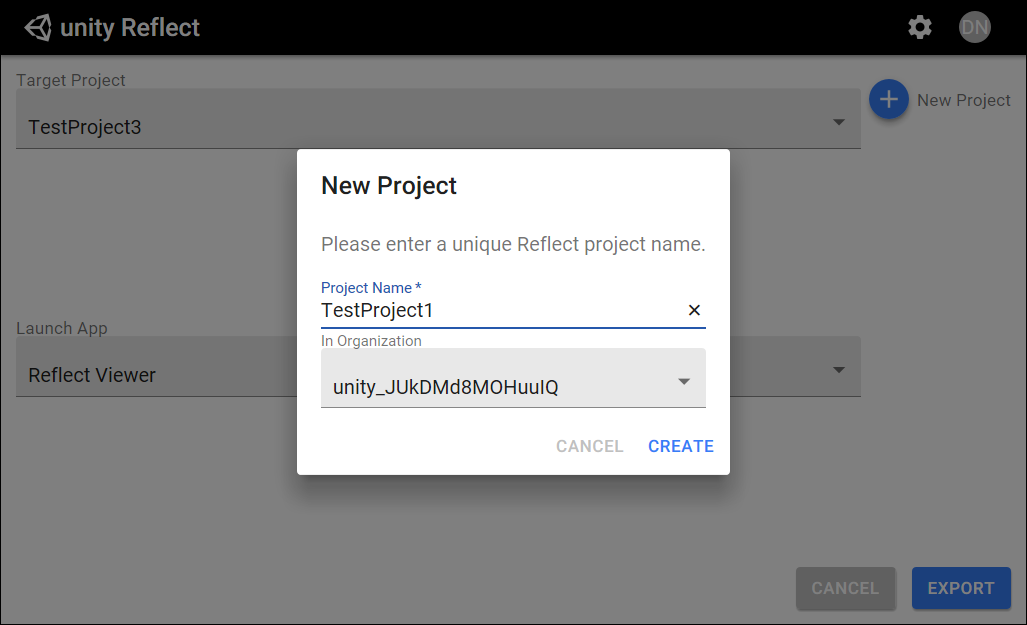 unity Reflect
DN
Target Project
TestProject3
New Project
New Project
Please enter a unique Reflect project name.
Project Name *
TestProject1
In Organization
unity_JUkDMd8MOHuuIQ
CANCEL CREATE
Launch App
Reflect Viewer
CANCEL EXPORT